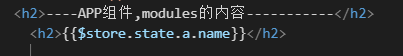 <h2>----APP组件,modules的内容-----------</h2>
<h2>{{$store.state.a.name}}</h2>